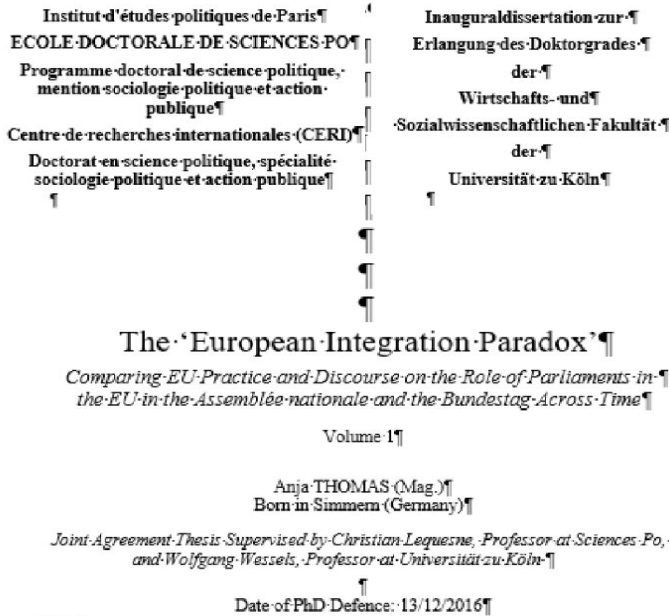 Institut d'études politiques de Paris¶
ECOLE DOCTORALE DE SCIENCES PO¶
Programme doctoral de science politique,
mention sociologie politique et action
publique¶
Centre de recherches internationales (CERI)¶
Doctorat en science politique, spécialité
sociologie politique et action publique¶
¶
Inauguraldissertation zur¶
Erlangung des Doktorgrades¶
der¶
Wirtschafts- und¶
Sozialwissenschaftlichen Fakultät¶
der¶
Universität zu Köln¶
¶
¶
¶
¶
The 'European Integration Paradox'¶
Comparing EU Practice and Discourse on the Role of Parliaments in ¶
the EU in the Assemblée nationale and the Bundestag Across Time¶
Volume 1¶
Anja THOMAS (Mag.)¶
Born in Simmern (Germany)¶
Joint Agreement Thesis Supervised by Christian Lequesne, Professor at Sciences Po,
and Wolfgang Wessels, Professor at Universität zu Köln ¶
¶
Date of PhD Defence: 13/12/2016¶